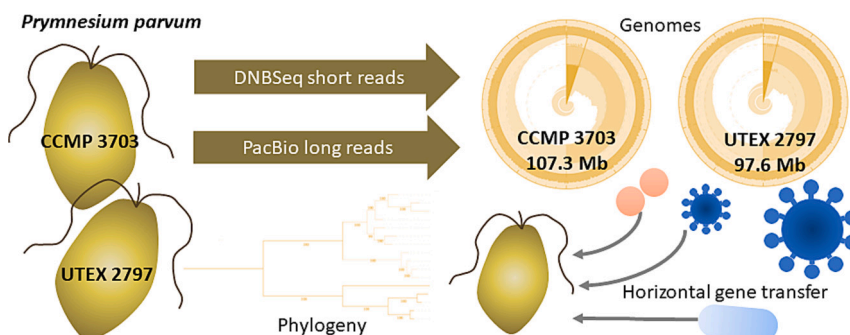 Prymnesium parvum
DNBSeq short reads
PacBio long reads
CCMP 3703
UTEX 2797
Phylogeny
Genomes
CCMP 3703
107.3 Mb
UTEX 2797
97.6 Mb
Horizontal gene transfer